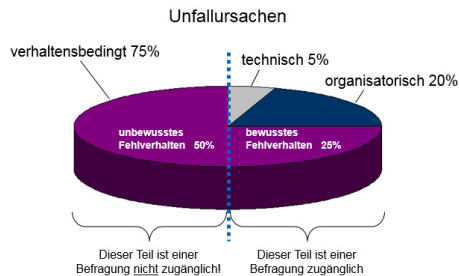 Unfallursachen
verhaltensbedingt 75%
technisch 5%
organisatorisch 20%
unbewusstes
Fehlverhalten 50%
bewusstes
Fehlverhalten 25%
Dieser Teil ist einer
Befragung nicht zugänglich!
Dieser Teil ist einer
Befragung zugänglich